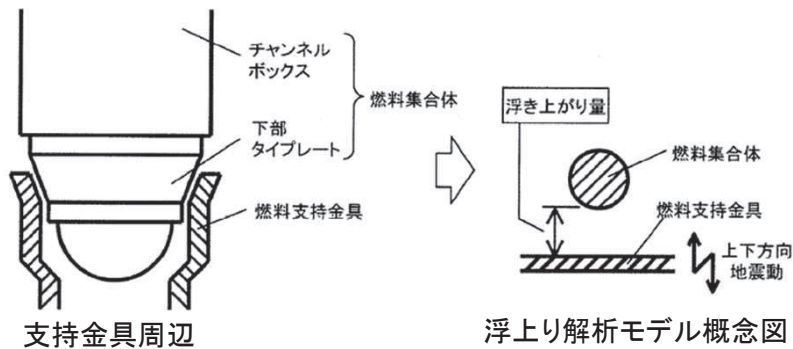 チャンネル
ボックス
燃料集合体
下部
タイプレート
燃料支持金具
支持金具周辺
浮き上がり量
燃料集合体
燃料支持金具
上下方向
地震動
浮上り解析モデル概念図